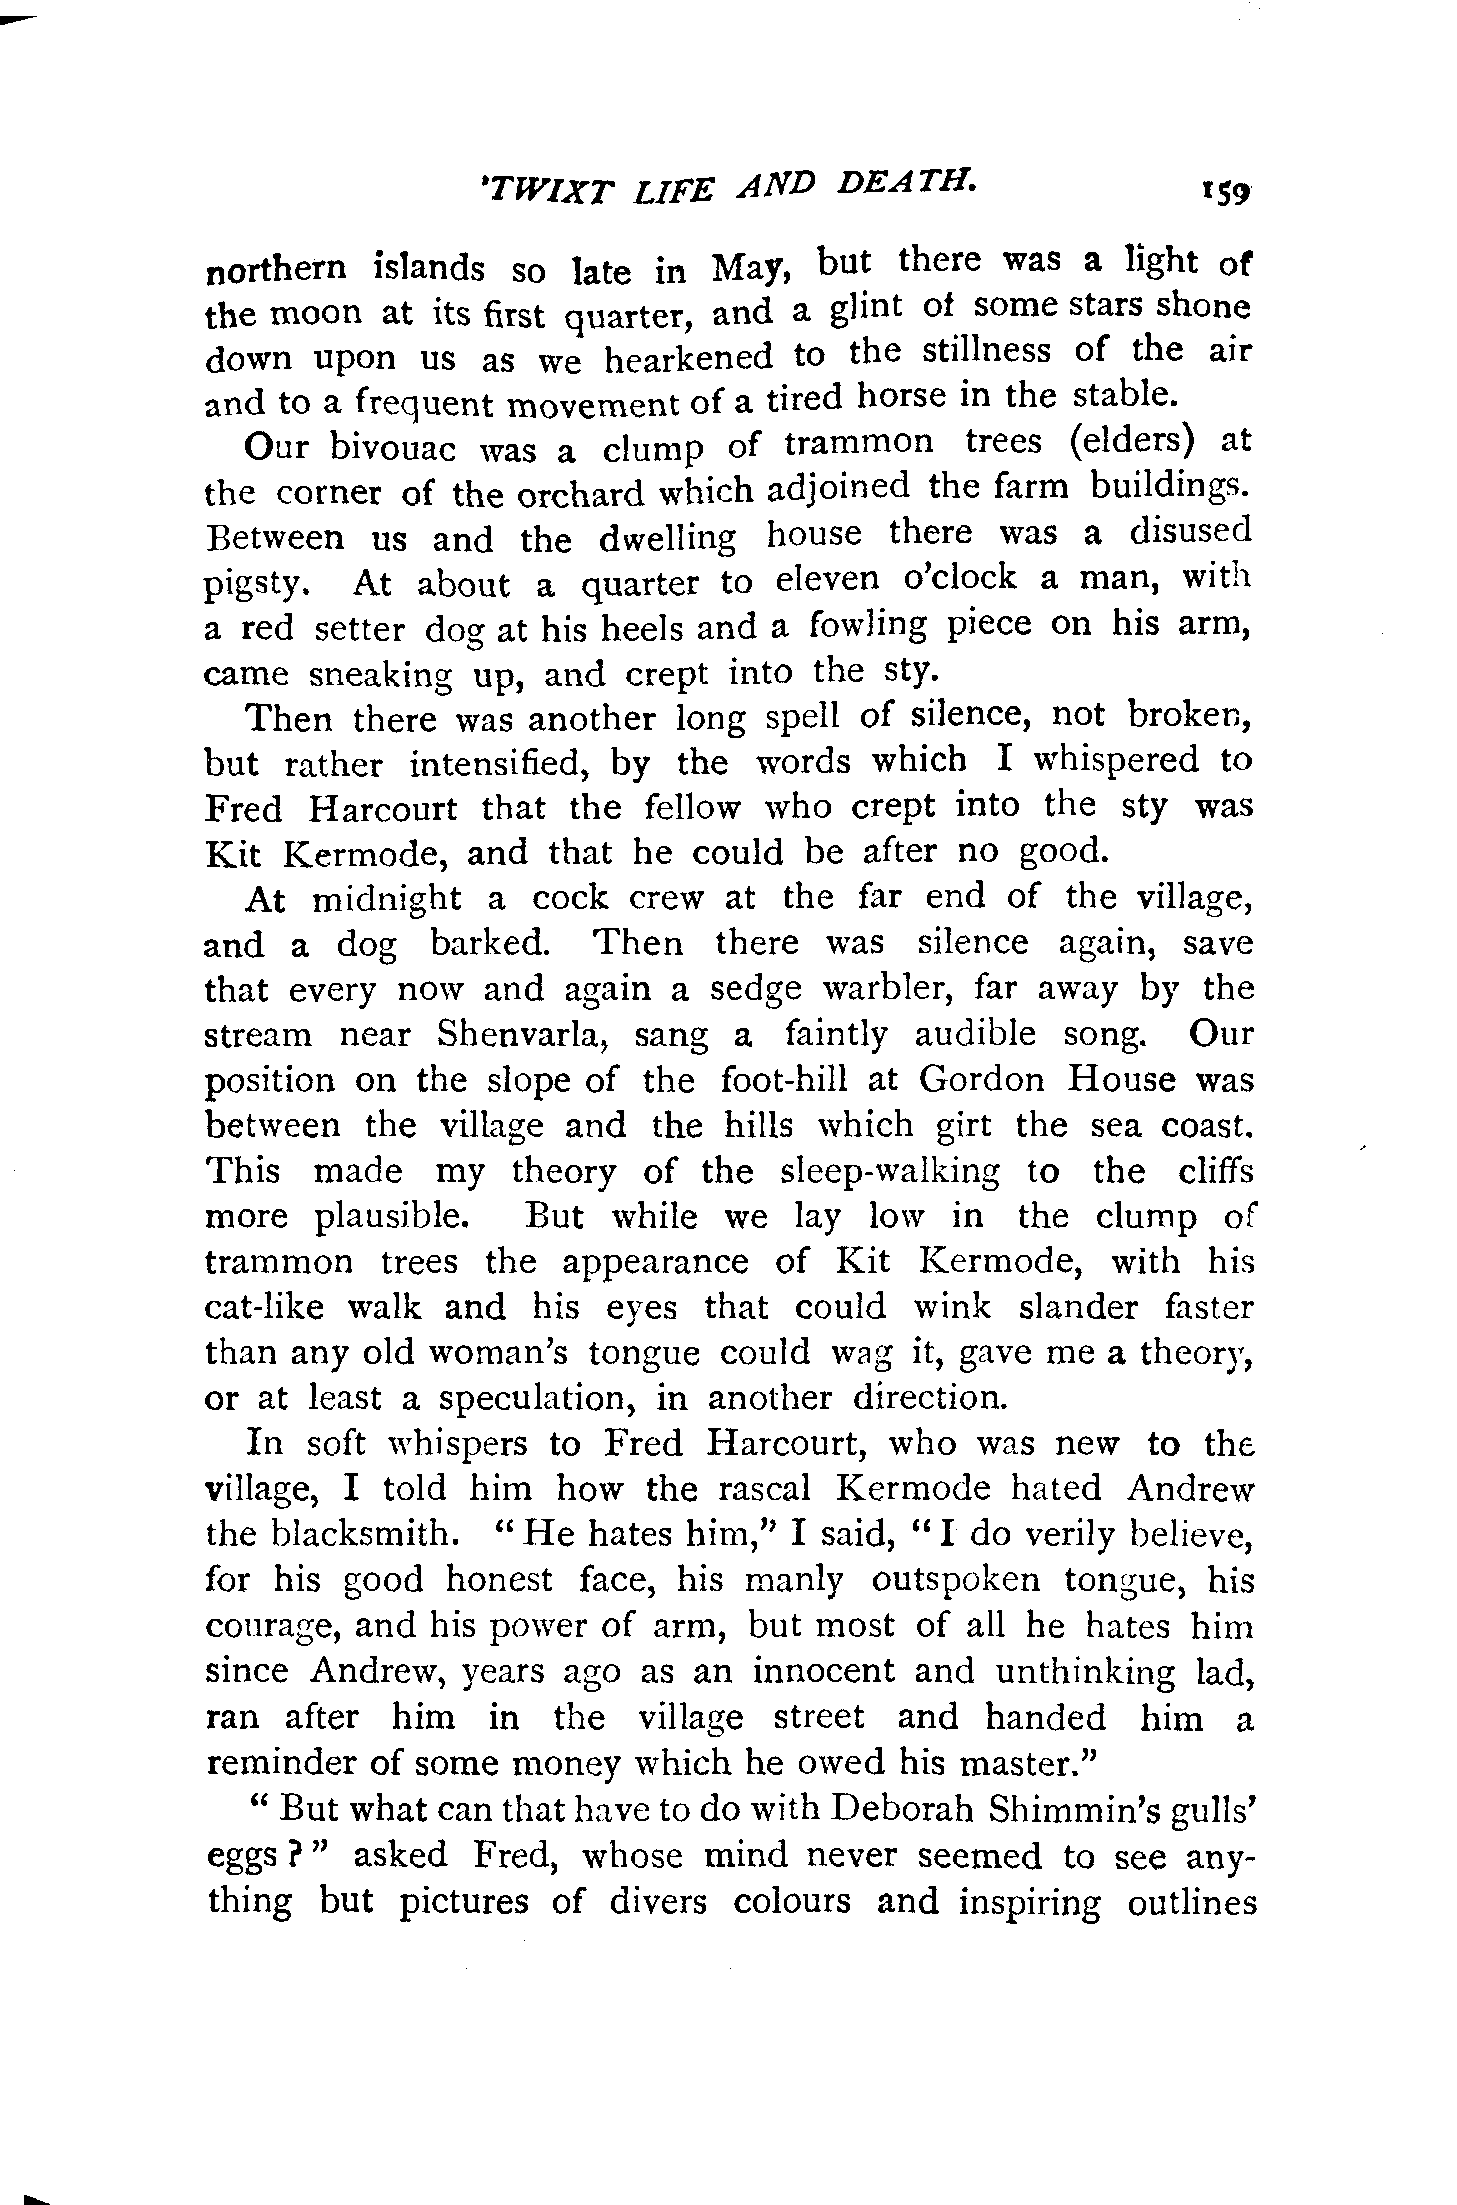 'TWIXT LIFE AND DEATH. 159
northern islands so late in May, but there was a light of
the moon at its first quarter, and a glint of some stars shone
down upon us as we hearkened to the stillness of the air
and to a frequent movement of a tired horse in the stable.
Our bivouac was a clump of trammon trees (elders) at
the corner of the orchard which adjoined the farm buildings.
Between us and the dwelling house there was a disused
pigsty. At about a quarter to eleven o'clock a man, with
a red setter dog at his heels and a fowling piece on his arm,
came sneaking up, and crept into the sty.
Then there was another long spell of silence, not broken,
but rather intensified, by the words which I whispered to
Fred Harcourt that the fellow who crept into the sty was
Kit Kermode, and that he could be after no good.
At midnight a cock crew at the far end of the village,
and a dog barked. Then there was silence again, save
that every now and again a sedge warbler, far away by the
stream near Shenvarla, sang a faintly audible song. Our
position on the slope of the foot-hill at Gordon House was
between the village and the hills which girt the sea coast.
This made my theory of the sleep-walking to the cliffs
more plausible. But while we lay low in the clump of
trammon trees the appearance of Kit Kermode, with his
cat-like walk and his eyes that could wink slander faster
than any old woman's tongue could wag it, gave me a theory,
or at least a speculation, in another direction.
In soft whispers to Fred Harcourt, who was new to the
village, I told him how the rascal Kermode hated Andrew
the blacksmith. "He hates him," I said, "I do verily believe,
for his good honest face, his manly outspoken tongue, his
courage, and his power of arm, but most of all he hates him
since Andrew, years ago as an innocent and unthinking lad,
ran after him in the village street and handed him a
reminder of some money which he owed his master."
"But what can that have to do with Deborah Shimmin's gulls'
eggs?" asked Fred, whose mind never seemed to see any-
thing but pictures of divers colours and inspiring outlines